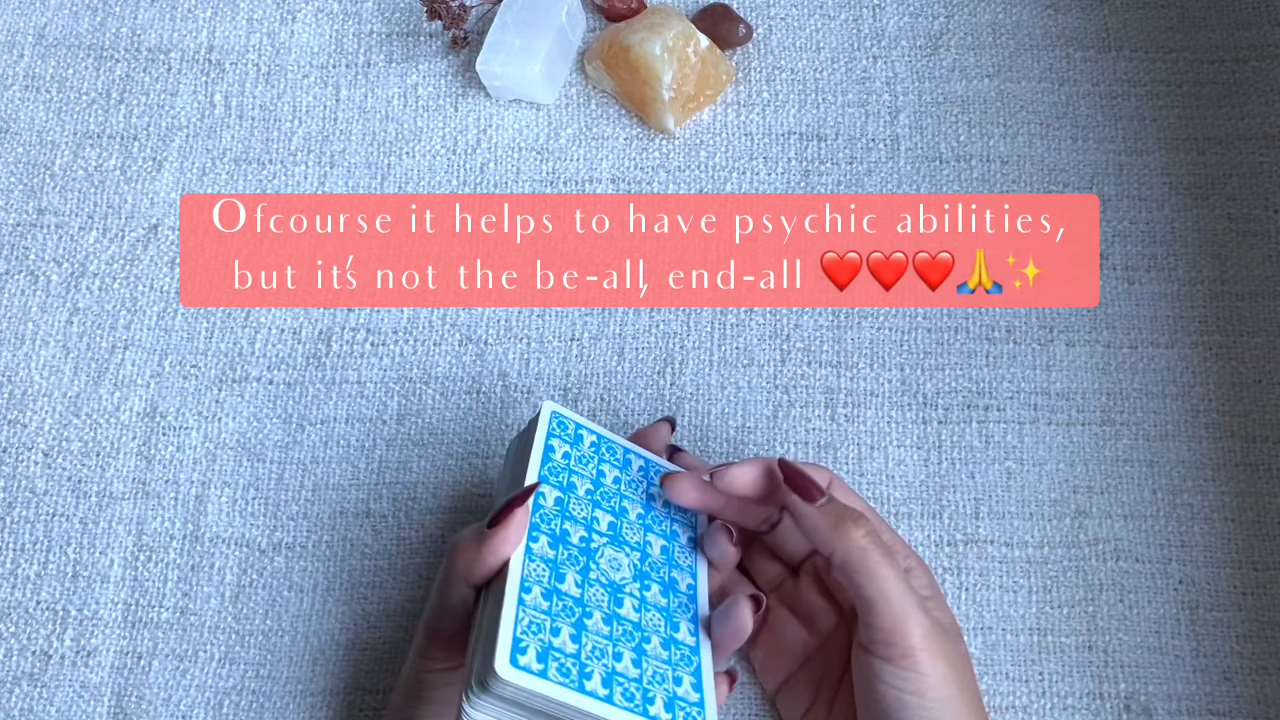 Ofcourse it helps to have psychic abilities,
but it's not the be-all, end-all ❤️❤️❤️🙏✨